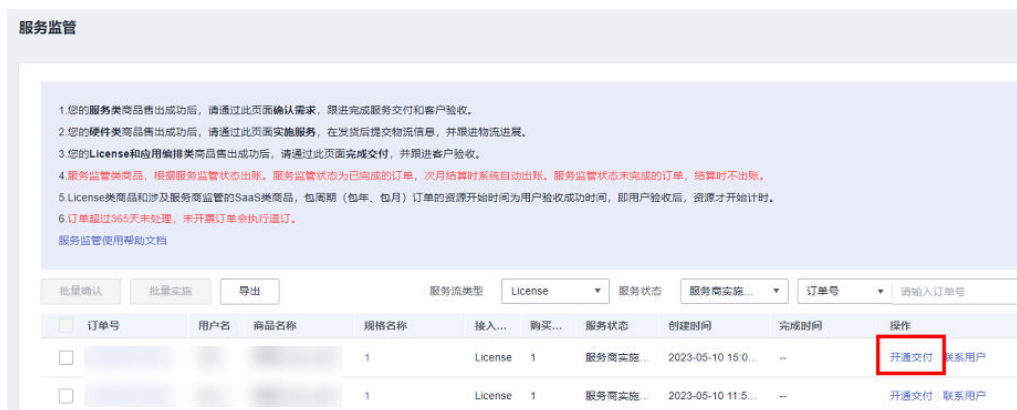 服务监管
1.您的服务类商品售出成功后，请通过此页面确认需求，跟进完成服务交付和客户验收。
2.您的硬件类商品售出成功后，请通过此页面实施服务，在发货后提交物流信息，并跟进物流进展。
3.您的License和应用编排类商品售出成功后，请通过此页面完成交付，并跟进客户验收。
4.服务监管类商品，根据服务监管状态出账。服务监管状态为已完成的订单，次月结算时系统自动出账。服务监管状态未完成的订单，结算时不出账。
5.License类商品和涉及服务商监管的SaaS类商品，包周期（包年、包月）订单的资源开始时间为用户验收成功时间，即用户验收后，资源才开始计时。
6.订单超过365天未处理，未开票订单会执行退订。
服务监管使用帮助文档
批量确认 批量实施 导出 服务流类型 License 服务状态 服务商实施... 订单号 请输入订单号
订单号 用户名 商品名称 规格名称 接入... 购买... 服务状态 创建时间 完成时间 操作
1 License 1 服务商实施... 2023-05-10 15:0... -- 开通交付 联系用户
1 License 1 服务商实施... 2023-05-10 11:5... -- 开通交付 联系用户